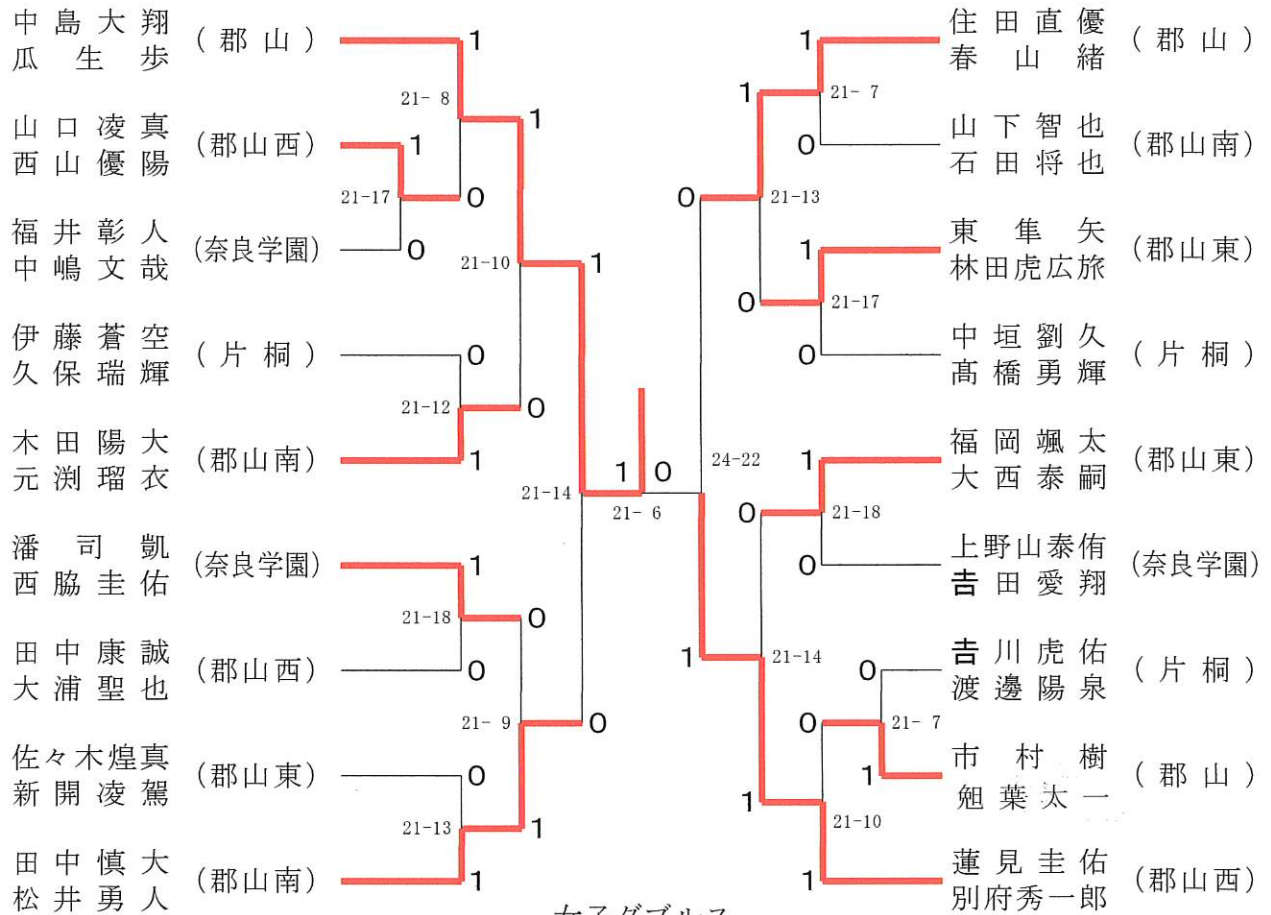 中島大翔
瓜生歩
(郡山)
1
21- 8
1
山口凌真
西山優陽
(郡山西)
1
21-17
0
福井彰人
中嶋文哉
(奈良学園)
0
21-10
1
伊藤蒼空
久保瑞輝
(片桐)
0
21-12
0
木田陽大
元渕瑠衣
(郡山南)
1
21-14
潘司凱
西脇圭佑
(奈良学園)
1
21-18
0
田中康誠
大浦聖也
(郡山西)
0
21- 9
0
佐々木煌真
新開凌駕
(郡山東)
0
21-13
1
田中慎大
松井勇人
(郡山南)
1
1 0
21- 6
住田直優
春山緒
(郡山)
1
1
21- 7
山下智也
石田将也
(郡山南)
0
0
21-13
東隼矢
林田虎広旅
(郡山東)
1
0
21-17
中垣劉久
髙橋勇輝
(片桐)
0
24-22
福岡颯太
大西泰嗣
(郡山東)
1
0
21-18
上野山泰侑
𠮷田愛翔
(奈良学園)
0
1
21-14
𠮷川虎佑
渡邊陽泉
(片桐)
0
0
21- 7
市村樹
葉太一
(郡山)
1
1
21-10
蓮見圭佑
別府秀一郎
(郡山西)
1